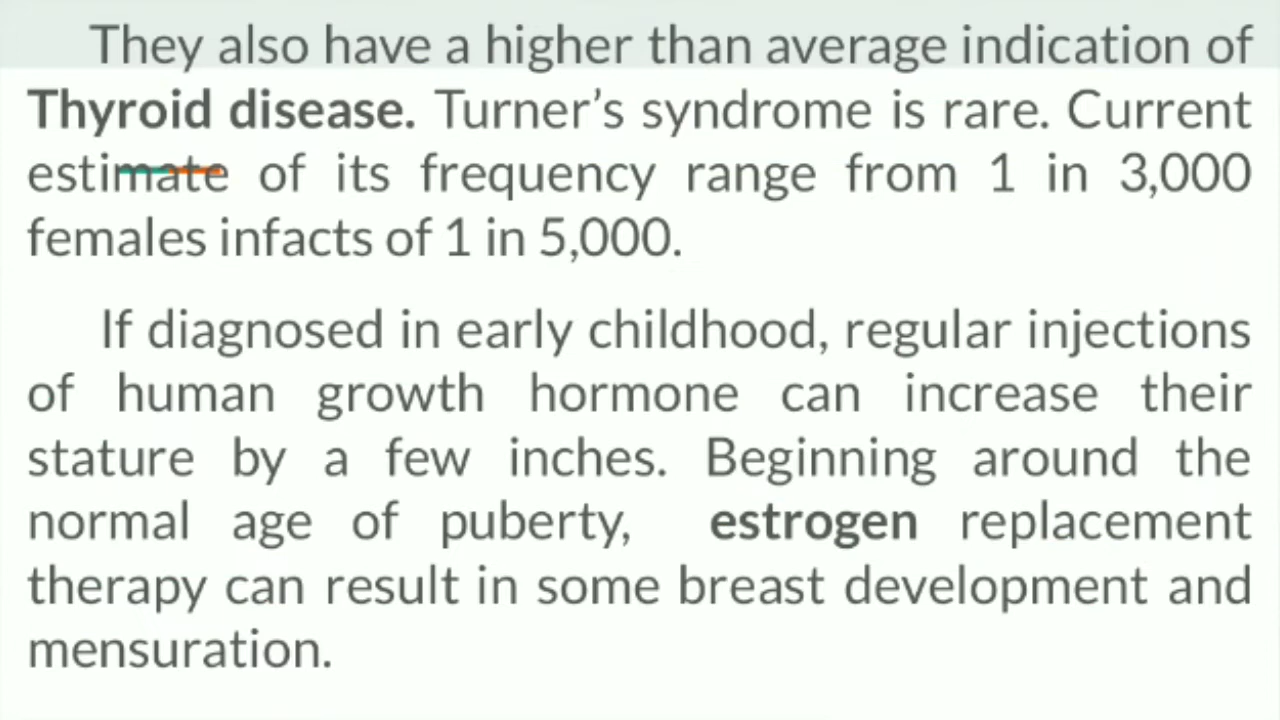 They also have a higher than average indication of
Thyroid disease. Turner's syndrome is rare. Current
estimate of its frequency range from 1 in 3,000
females infacts of 1 in 5,000.
If diagnosed in early childhood, regular injections
of human growth hormone can increase their
stature by a few inches. Beginning around the
normal age of puberty, estrogen replacement
therapy can result in some breast development and
mensuration.